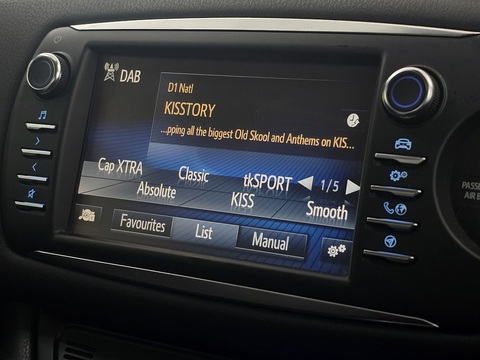 DAB
D1 Natl
KISSTORY
...pping all the biggest Old Skool and Anthems on KIS...
Cap XTRA Classic tkSPORT 1/5
Absolute KISS Smooth
Favourites List Manual
PASSE
AIR B